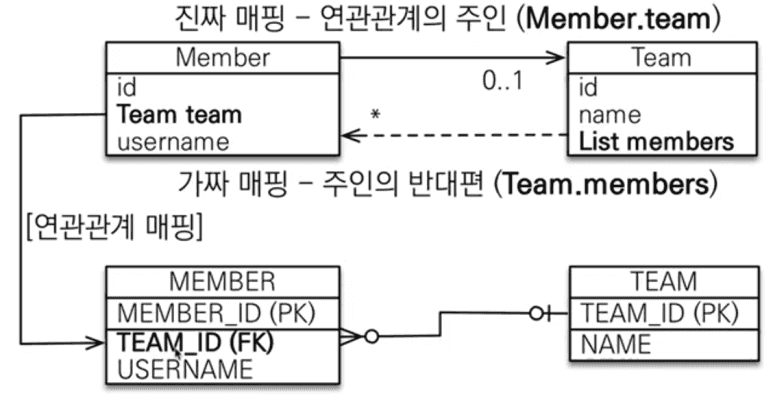 진짜 매핑 – 연관관계의 주인 (Member.team)
Member
id
Team team
username
0..1
*
Team
id
name
List members
가짜 매핑 – 주인의 반대편 (Team.members)
[연관관계 매핑]
MEMBER
MEMBER_ID (PK)
TEAM_ID (FK)
USERNAME
TEAM
TEAM_ID (PK)
NAME